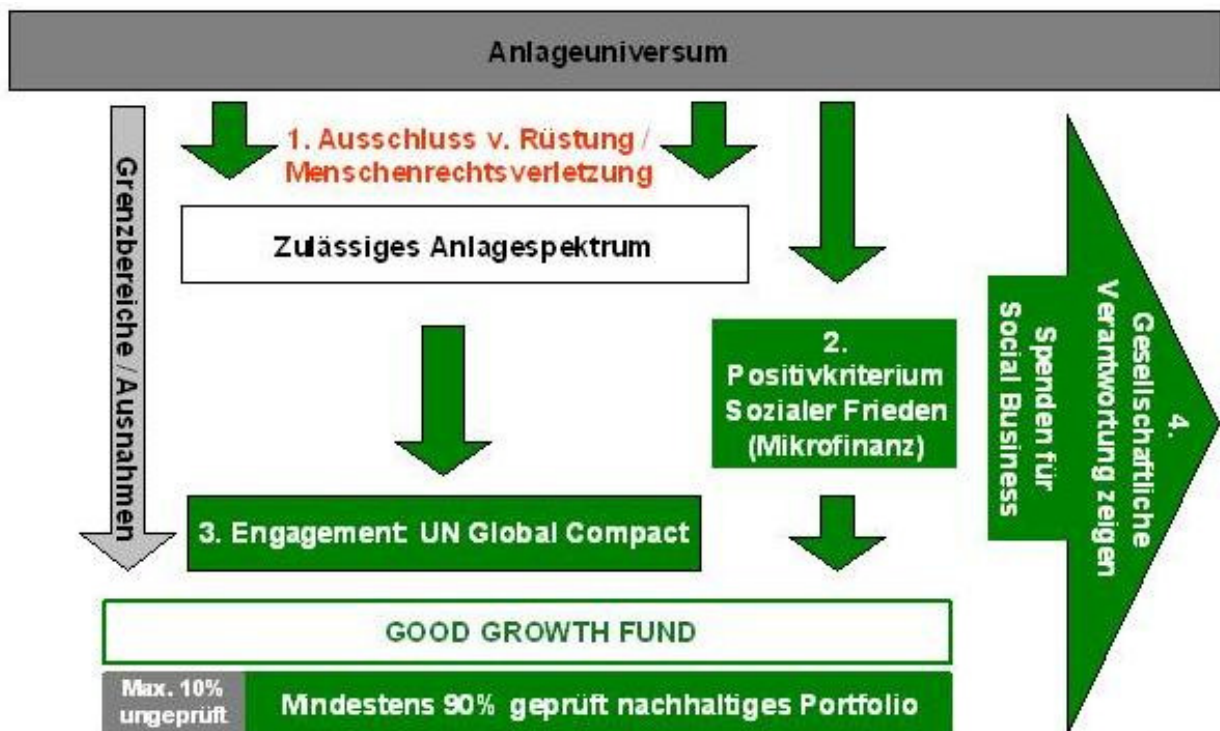 Anlageuniversum
Grenzbereiche / Ausnahmen
1. Ausschluss v. Rüstung /
Menschenrechtsverletzung
Zulässiges Anlagespektrum
2.
Positivkriterium
Sozialer Frieden
(Mikrofinanz)
3. Engagement: UN Global Compact
Spenden für
Social Business
4.
Gesellschaftliche
Verantwortung zeigen
GOOD GROWTH FUND
Max. 10%
ungeprüft
Mindestens 90% geprüft nachhaltiges Portfolio